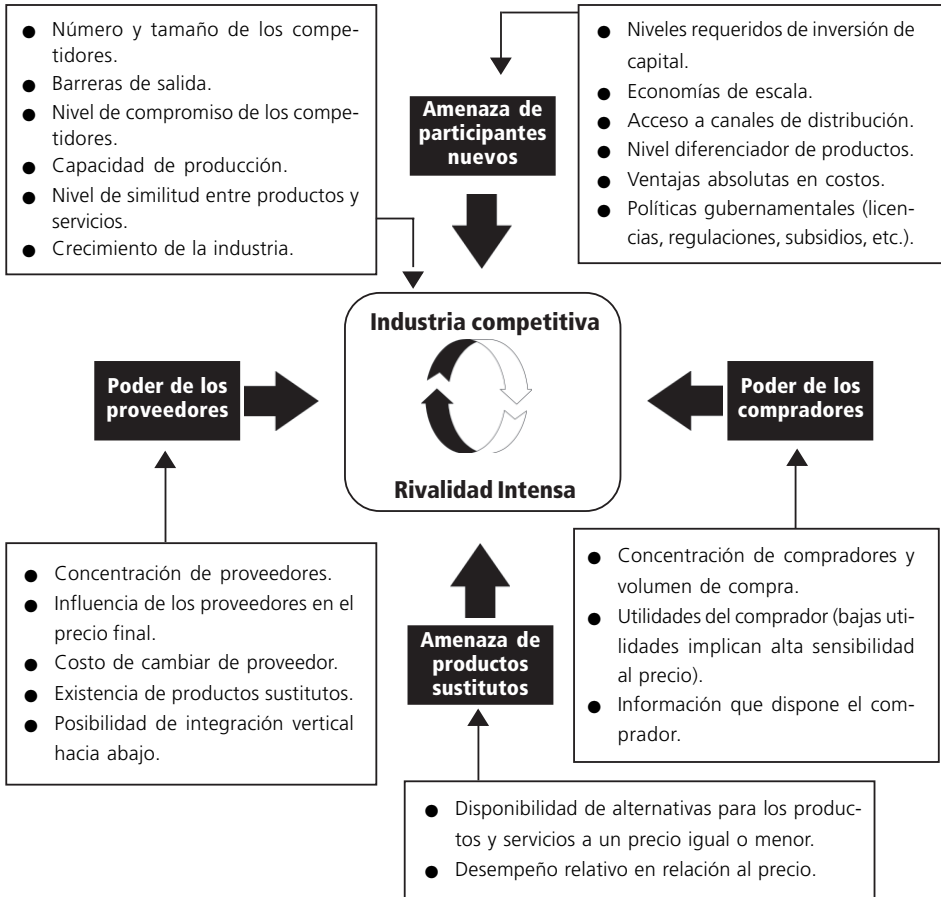 ● Número y tamaño de los compe-
tidores.
● Barreras de salida.
● Nivel de compromiso de los compe-
tidores.
● Capacidad de producción.
● Nivel de similitud entre productos y
servicios.
● Crecimiento de la industria.
Amenaza de
participantes
nuevos
● Niveles requeridos de inversión de
capital.
● Economías de escala.
● Acceso a canales de distribución.
● Nivel diferenciador de productos.
● Ventajas absolutas en costos.
● Políticas gubernamentales (licen-
cias, regulaciones, subsidios, etc.).
Industria competitiva
Rivalidad Intensa
Poder de los
proveedores
Poder de los
compradores
● Concentración de proveedores.
● Influencia de los proveedores en el
precio final.
● Costo de cambiar de proveedor.
● Existencia de productos sustitutos.
● Posibilidad de integración vertical
hacia abajo.
Amenaza de
productos
sustitutos
● Concentración de compradores y
volumen de compra.
● Utilidades del comprador (bajas uti-
lidades implican alta sensibilidad
al precio).
● Información que dispone el com-
prador.
● Disponibilidad de alternativas para los produc-
tos y servicios a un precio igual o menor.
● Desempeño relativo en relación al precio.